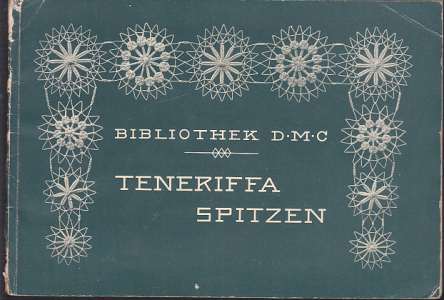 BIBLIOTHEK D·M·C
TENERIFFA
SPITZEN